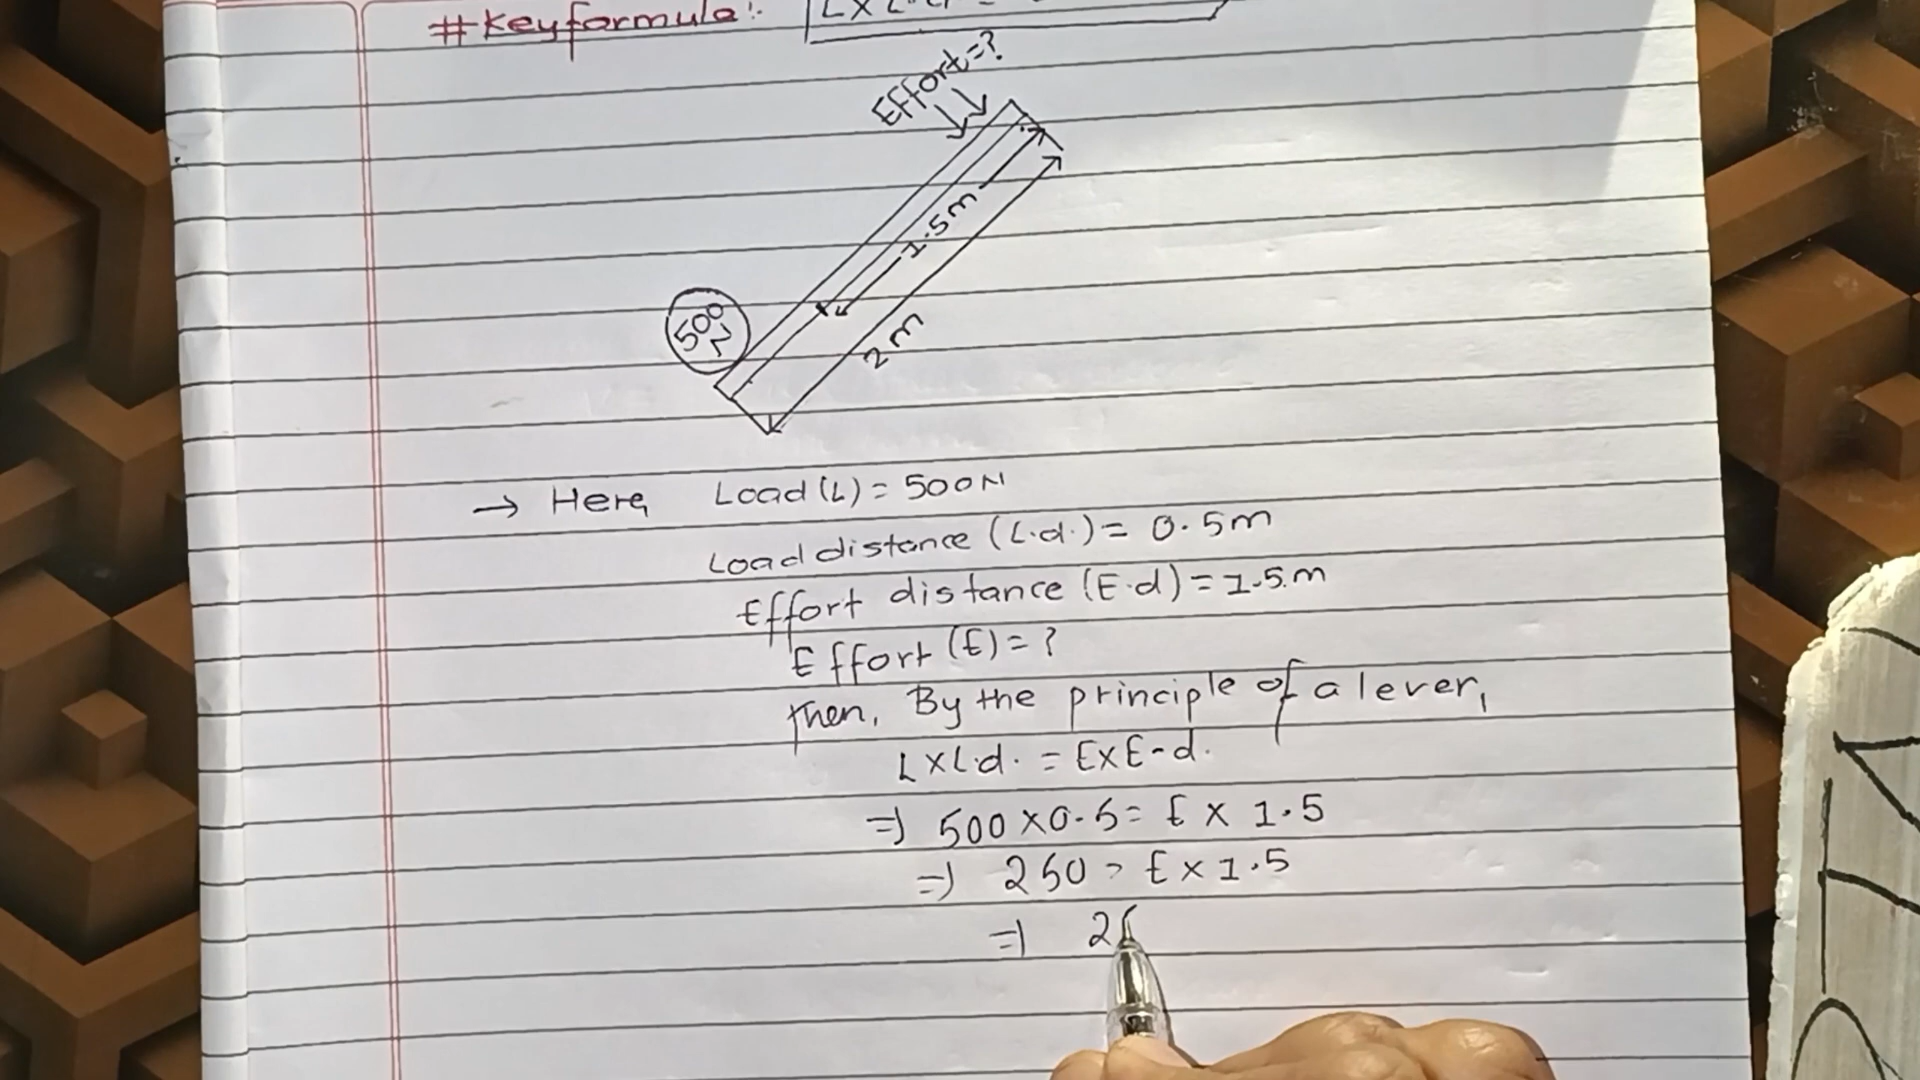 #Keyformula:
Effort=?
1.5m
500
N
2m
→ Here, Load (L) = 500N
Load distance (L.d.) = 0.5m
Effort distance (E.d) = 1.5m
Effort (E) = ?
then, By the principle of a lever,
L×L.d. = E×E-d.
=) 500×0.5= E × 1.5
=) 250 = E × 1.5
=) 2